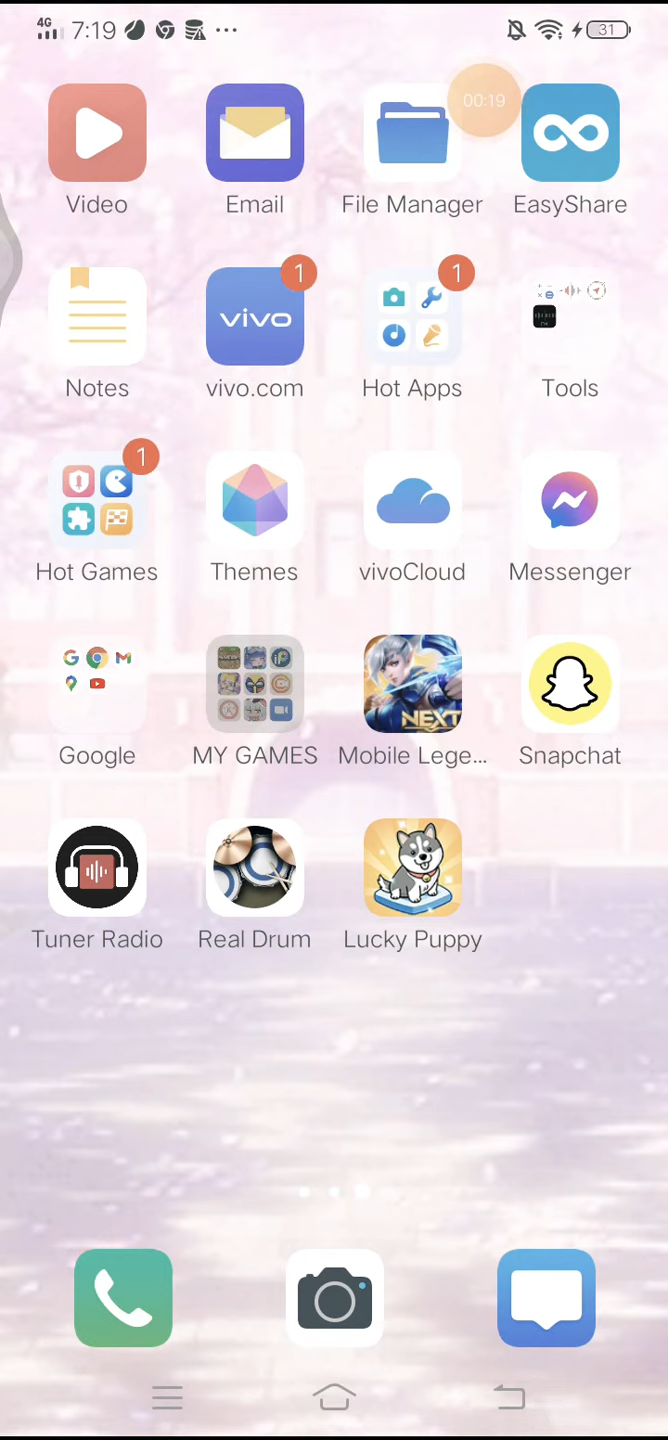 4G 7:19 31
00:19
Video Email File Manager EasyShare
1 1
vivo
Notes vivo.com Hot Apps Tools
1
Hot Games Themes vivoCloud Messenger
NEXT
Google MY GAMES Mobile Lege... Snapchat
Tuner Radio Real Drum Lucky Puppy